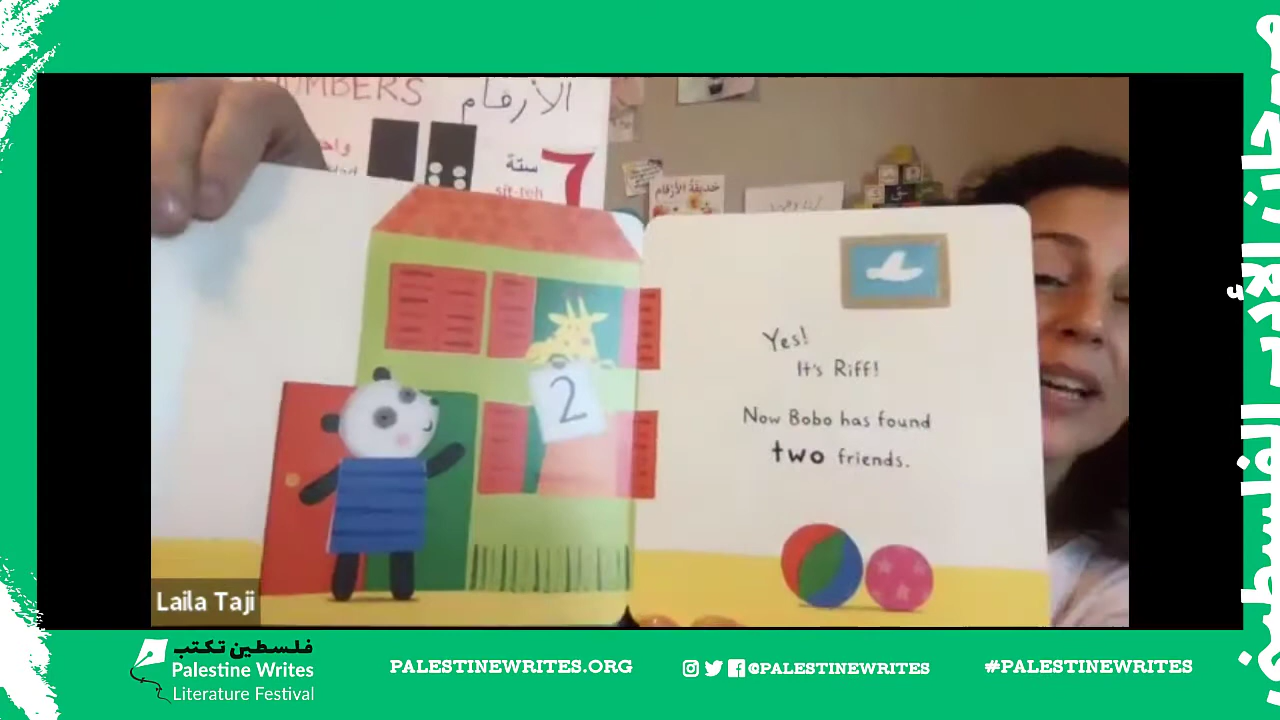 NUMBERS
الأرقام
ستة
sit-teh
حديقة الأرقام
2
Yes!
It's Riff!
Now Bobo has found
two friends.
Laila Taji
فلسطين تكتب
Palestine Writes
Literature Festival
PALESTINEWRITES.ORG
@PALESTINEWRITES
#PALESTINEWRITES